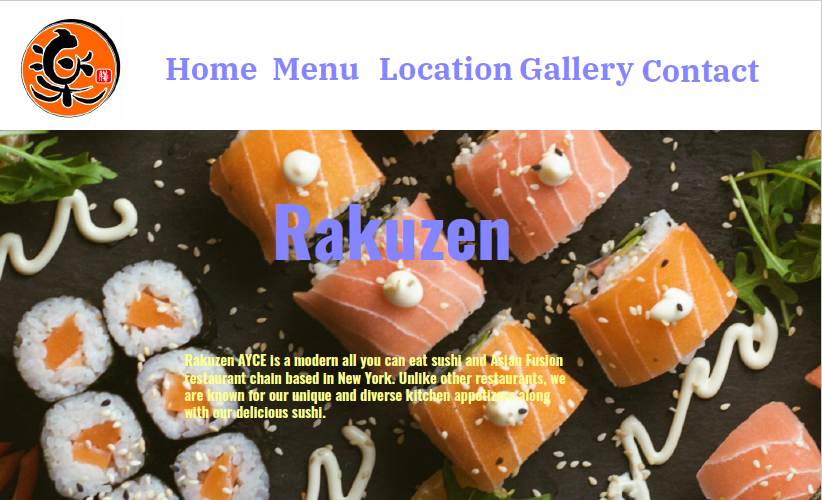 Home Menu Location Gallery Contact
Rakuzen
Rakuzen AYCE is a modern all you can eat sushi and Asian Fusion
restaurant chain based in New York. Unlike other restaurants, we
are known for our unique and diverse kitchen appetizers along
with our delicious sushi.